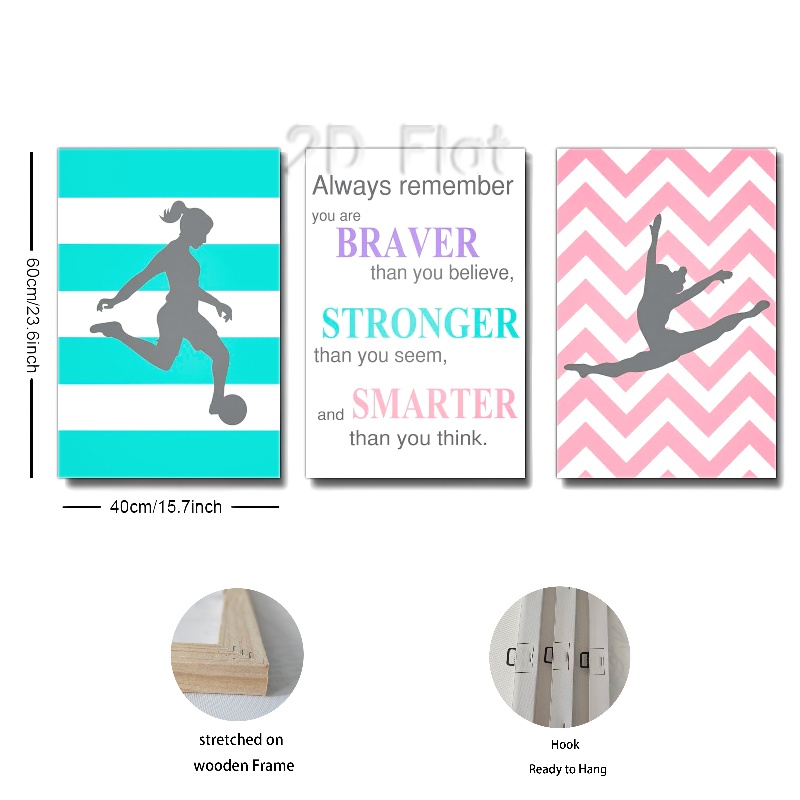 2D Flat
Always remember
you are
BRAVER
than you believe,
STRONGER
than you seem,
and SMARTER
than you think.
60cm/23.6inch
40cm/15.7inch
stretched on
wooden Frame
Hook
Ready to Hang